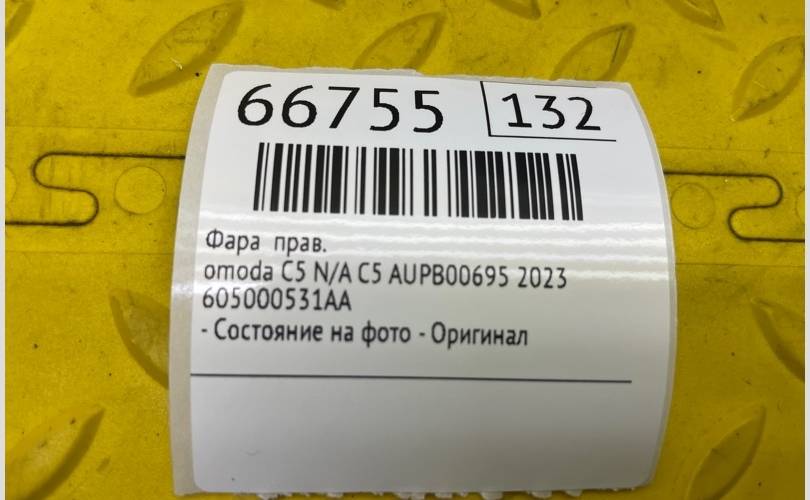 66755 132
Фара прав.
omoda C5 N/A C5 AUPB00695 2023
605000531AA
- Состояние на фото - Оригинал